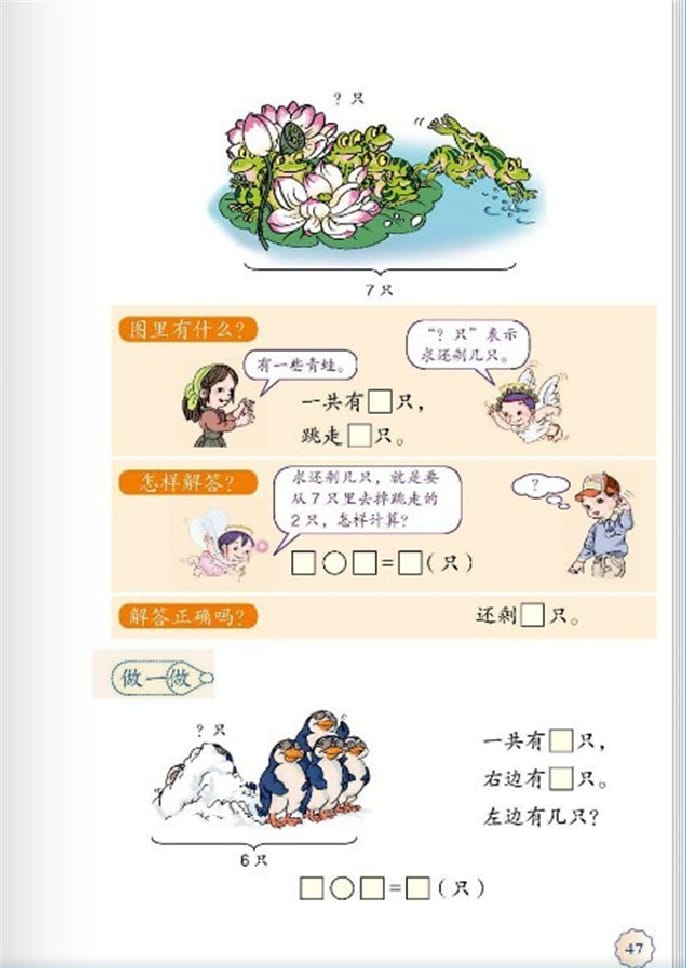 ?只
7只
图里有什么?
有一些青蛙。
“?只”表示
求还剩几只。
一共有□只,
跳走□只。
怎样解答?
求还剩几只,就是要
从7只里去掉跳走的
2只,怎样计算?
?
□○□=□(只)
解答正确吗?
还剩□只。
做一做
?只
6只
一共有□只,
右边有□只。
左边有几只?
□○□=□(只)
47